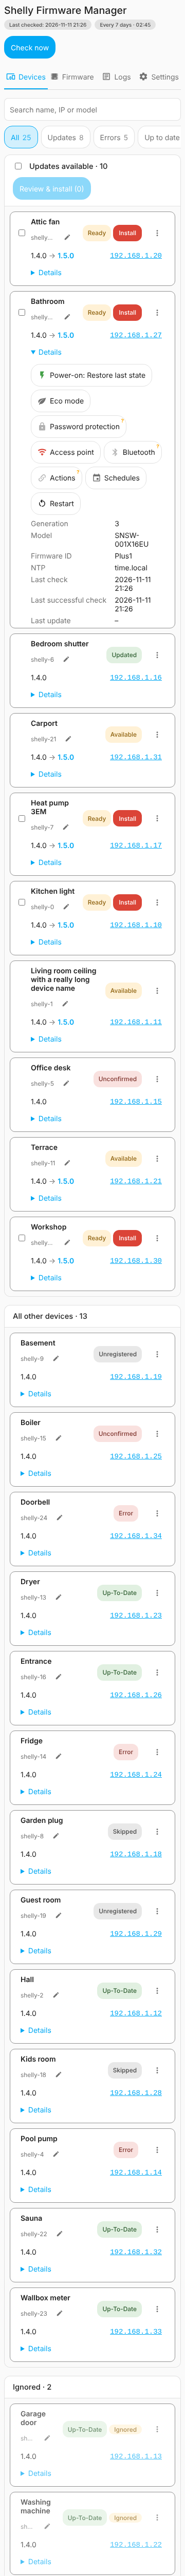 Shelly Firmware Manager
Last checked: 2026-11-11 21:26
Every 7 days · 02:45
Check now
Devices
Firmware
Logs
Settings
Search name, IP or model
All 25
Updates 8
Errors 5
Up to date
Updates available · 10
Review & install (0)
Attic fan
shelly...
Ready
Install
1.4.0 → 1.5.0
192.168.1.20
▶ Details
Bathroom
shelly...
Ready
Install
1.4.0 → 1.5.0
192.168.1.27
▼ Details
Power-on: Restore last state
Eco mode
Password protection
Access point
Bluetooth
Actions
Schedules
Restart
Generation 3
Model SNSW-
001X16EU
Firmware ID Plus1
NTP time.local
Last check 2026-11-11
21:26
Last successful check 2026-11-11
21:26
Last update –
Bedroom shutter
shelly-6
Updated
1.4.0
192.168.1.16
▶ Details
Carport
shelly-21
Available
1.4.0 → 1.5.0
192.168.1.31
▶ Details
Heat pump
3EM
shelly-7
Ready
Install
1.4.0 → 1.5.0
192.168.1.17
▶ Details
Kitchen light
shelly-0
Ready
Install
1.4.0 → 1.5.0
192.168.1.10
▶ Details
Living room ceiling
with a really long
device name
shelly-1
Available
1.4.0 → 1.5.0
192.168.1.11
▶ Details
Office desk
shelly-5
Unconfirmed
1.4.0
192.168.1.15
▶ Details
Terrace
shelly-11
Available
1.4.0 → 1.5.0
192.168.1.21
▶ Details
Workshop
shelly...
Ready
Install
1.4.0 → 1.5.0
192.168.1.30
▶ Details
All other devices · 13
Basement
shelly-9
Unregistered
1.4.0
192.168.1.19
▶ Details
Boiler
shelly-15
Unconfirmed
1.4.0
192.168.1.25
▶ Details
Doorbell
shelly-24
Error
1.4.0
192.168.1.34
▶ Details
Dryer
shelly-13
Up-To-Date
1.4.0
192.168.1.23
▶ Details
Entrance
shelly-16
Up-To-Date
1.4.0
192.168.1.26
▶ Details
Fridge
shelly-14
Error
1.4.0
192.168.1.24
▶ Details
Garden plug
shelly-8
Skipped
1.4.0
192.168.1.18
▶ Details
Guest room
shelly-19
Unregistered
1.4.0
192.168.1.29
▶ Details
Hall
shelly-2
Up-To-Date
1.4.0
192.168.1.12
▶ Details
Kids room
shelly-18
Skipped
1.4.0
192.168.1.28
▶ Details
Pool pump
shelly-4
Error
1.4.0
192.168.1.14
▶ Details
Sauna
shelly-22
Up-To-Date
1.4.0
192.168.1.32
▶ Details
Wallbox meter
shelly-23
Up-To-Date
1.4.0
192.168.1.33
▶ Details
Ignored · 2
Garage
door
sh...
Up-To-Date
Ignored
1.4.0
192.168.1.13
▶ Details
Washing
machine
sh...
Up-To-Date
Ignored
1.4.0
192.168.1.22
▶ Details